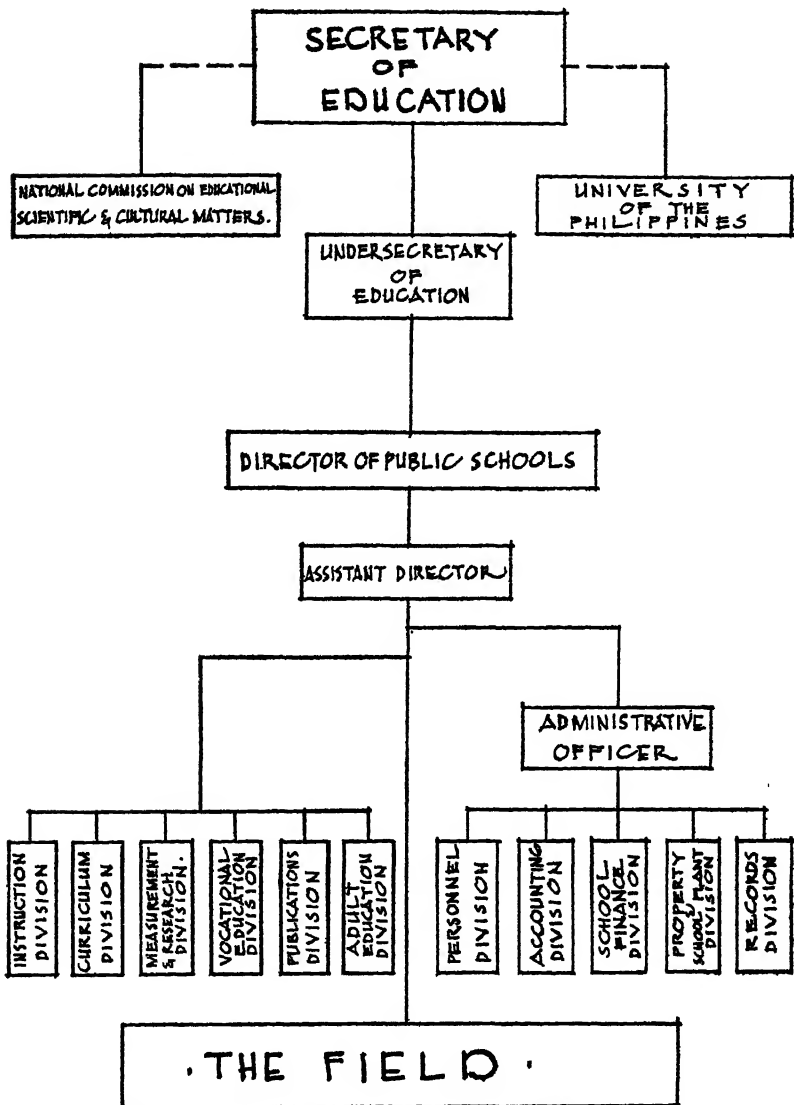 SECRETARY
OF
EDUCATION
NATIONAL COMMISSION ON EDUCATIONAL
SCIENTIFIC & CULTURAL MATTERS.
UNIVERSITY
OF THE
PHILIPPINES
UNDERSECRETARY
OF
EDUCATION
DIRECTOR OF PUBLIC SCHOOLS
ASSISTANT DIRECTOR
ADMINISTRATIVE
OFFICER
INSTRUCTION
DIVISION
CURRICULUM
DIVISION
MEASUREMENT
& RESEARCH
DIVISION.
VOCATIONAL
EDUCATION
DIVISION
PUBLICATIONS
DIVISION
ADULT
EDUCATION
DIVISION
PERSONNEL
DIVISION
ACCOUNTING
DIVISION
SCHOOL
FINANCE
DIVISION
PROPERTY
& SCHOOL PLANT
DIVISION
RECORDS
DIVISION
. THE FIELD .